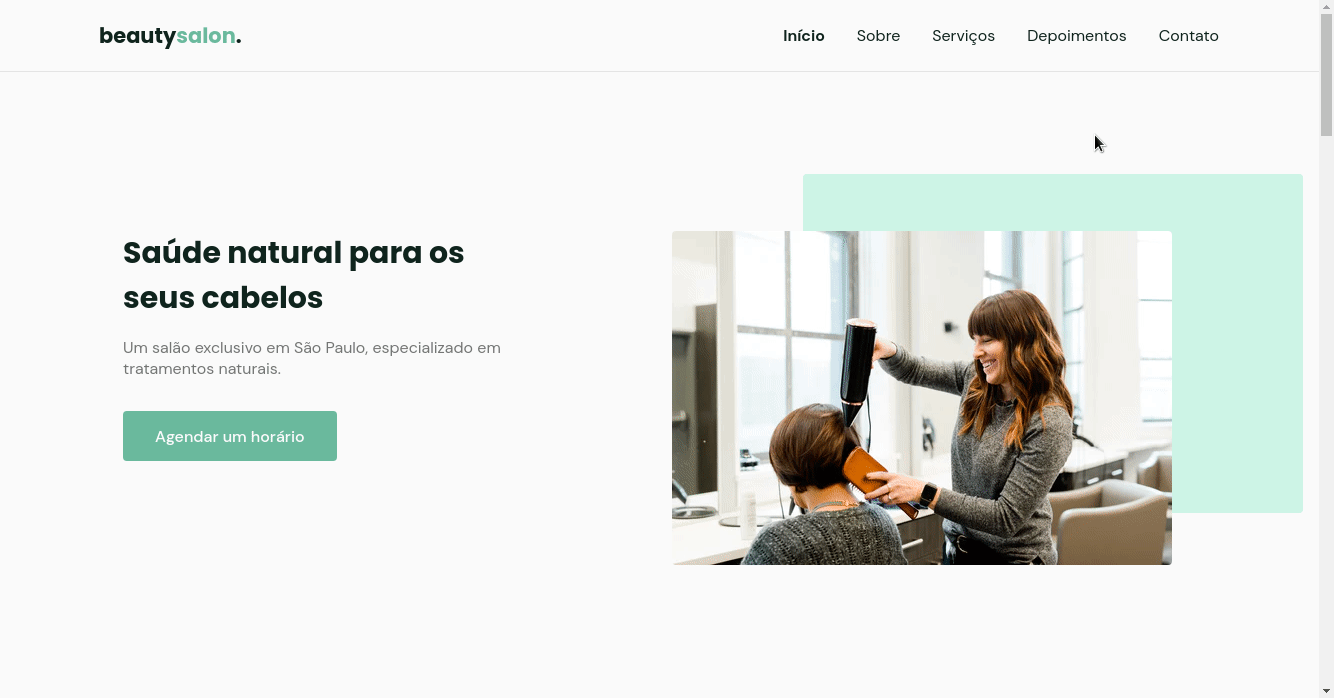 beautysalon.
Início Sobre Serviços Depoimentos Contato
Saúde natural para os
seus cabelos
Um salão exclusivo em São Paulo, especializado em
tratamentos naturais.
Agendar um horário